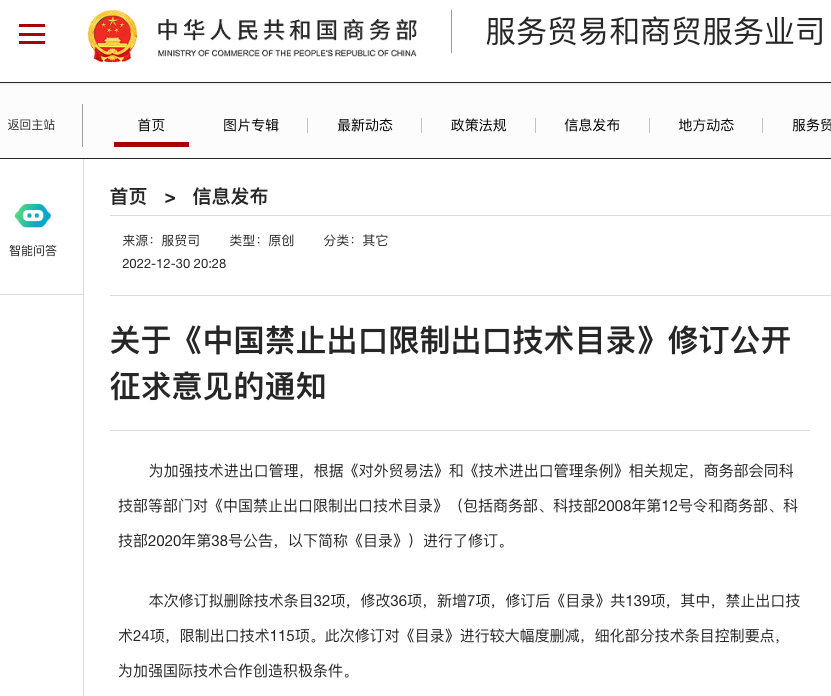 中华人民共和国商务部
MINISTRY OF COMMERCE OF THE PEOPLE'S REPUBLIC OF CHINA
服务贸易和商贸服务业司
返回主站
首页
图片专辑
最新动态
政策法规
信息发布
地方动态
服务贸
智能问答
首页 > 信息发布
来源：服贸司 类型：原创 分类：其它
2022-12-30 20:28
关于《中国禁止出口限制出口技术目录》修订公开
征求意见的通知
为加强技术进出口管理，根据《对外贸易法》和《技术进出口管理条例》相关规定，商务部会同科
技部等部门对《中国禁止出口限制出口技术目录》（包括商务部、科技部2008年第12号令和商务部、科
技部2020年第38号公告，以下简称《目录》）进行了修订。
本次修订拟删除技术条目32项，修改36项，新增7项，修订后《目录》共139项，其中，禁止出口技
术24项，限制出口技术115项。此次修订对《目录》进行较大幅度删减，细化部分技术条目控制要点，
为加强国际技术合作创造积极条件。